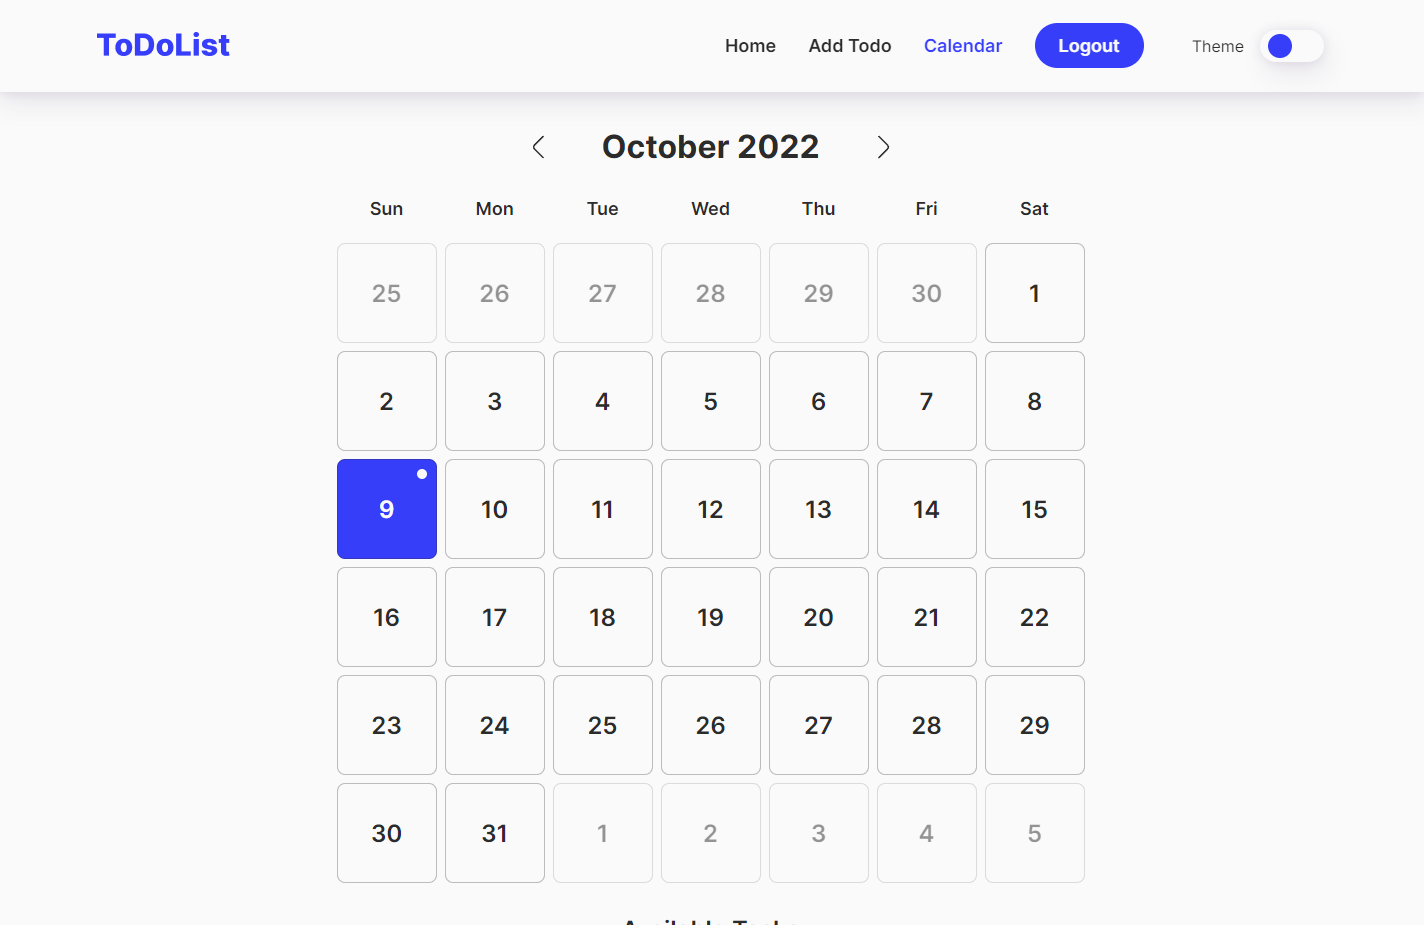 ToDoList
Home Add Todo Calendar Logout Theme
October 2022
Sun Mon Tue Wed Thu Fri Sat
25 26 27 28 29 30 1
2 3 4 5 6 7 8
9 10 11 12 13 14 15
16 17 18 19 20 21 22
23 24 25 26 27 28 29
30 31 1 2 3 4 5